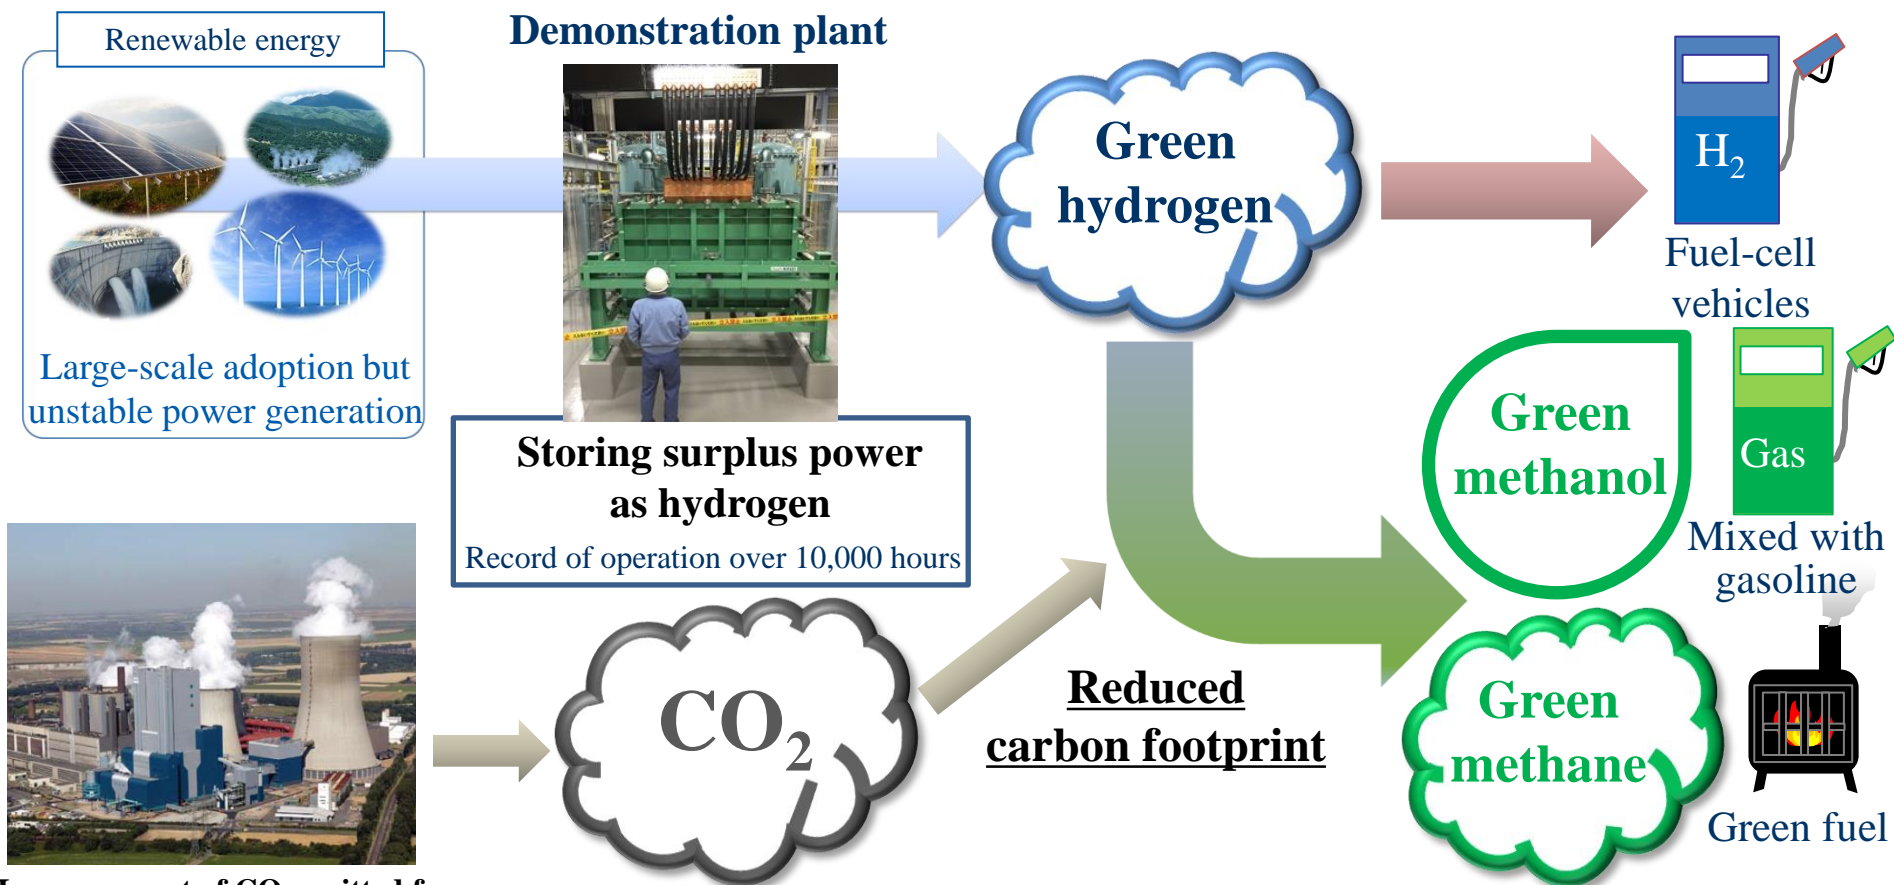 Renewable energy
Large-scale adoption but
unstable power generation
Demonstration plant
Storing surplus power
as hydrogen
Record of operation over 10,000 hours
Green
hydrogen
H₂
Fuel-cell
vehicles
Green
methanol
Gas
Mixed with
gasoline
CO₂
Reduced
carbon footprint
Green
methane
Green fuel